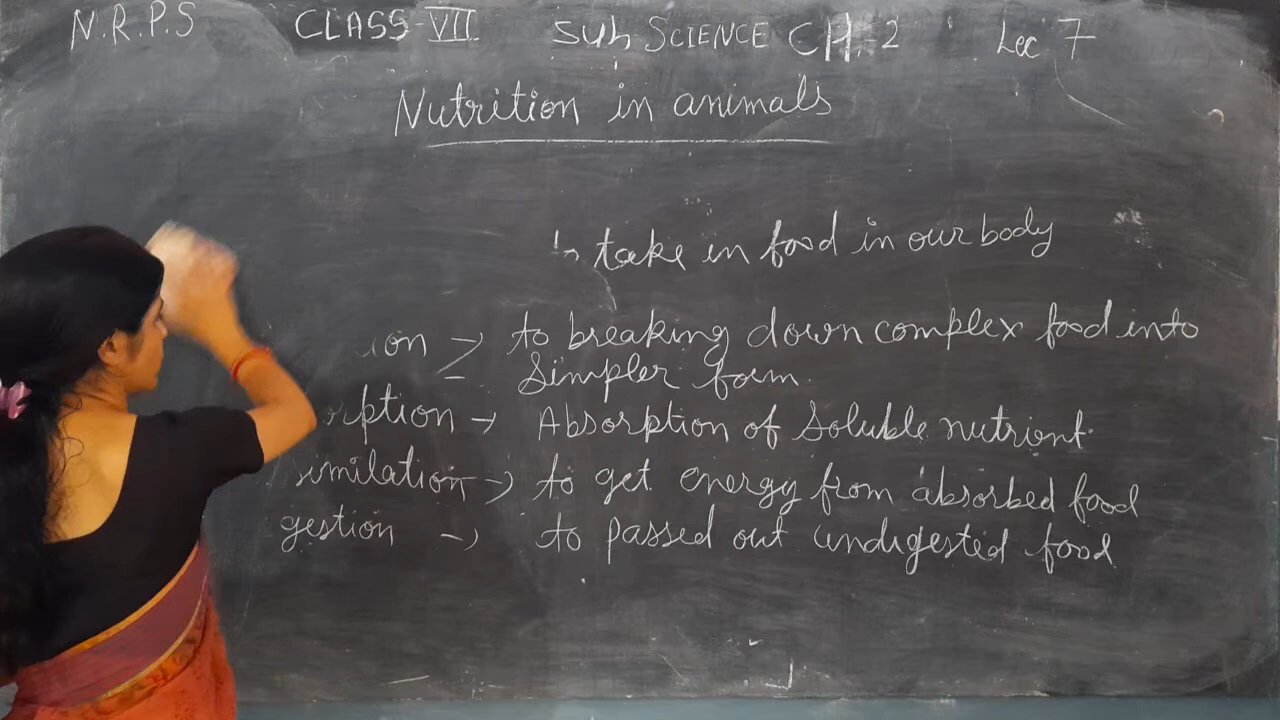 N.R.P.S CLASS-VII Sub SCIENCE CH.-2 Lec 7
Nutrition in animals
↳ take in food in our body
ion → to breaking down complex food into
Simpler form.
rption → Absorption of Soluble nutrient.
similation → to get energy from absorbed food
gestion → to passed out undigested food